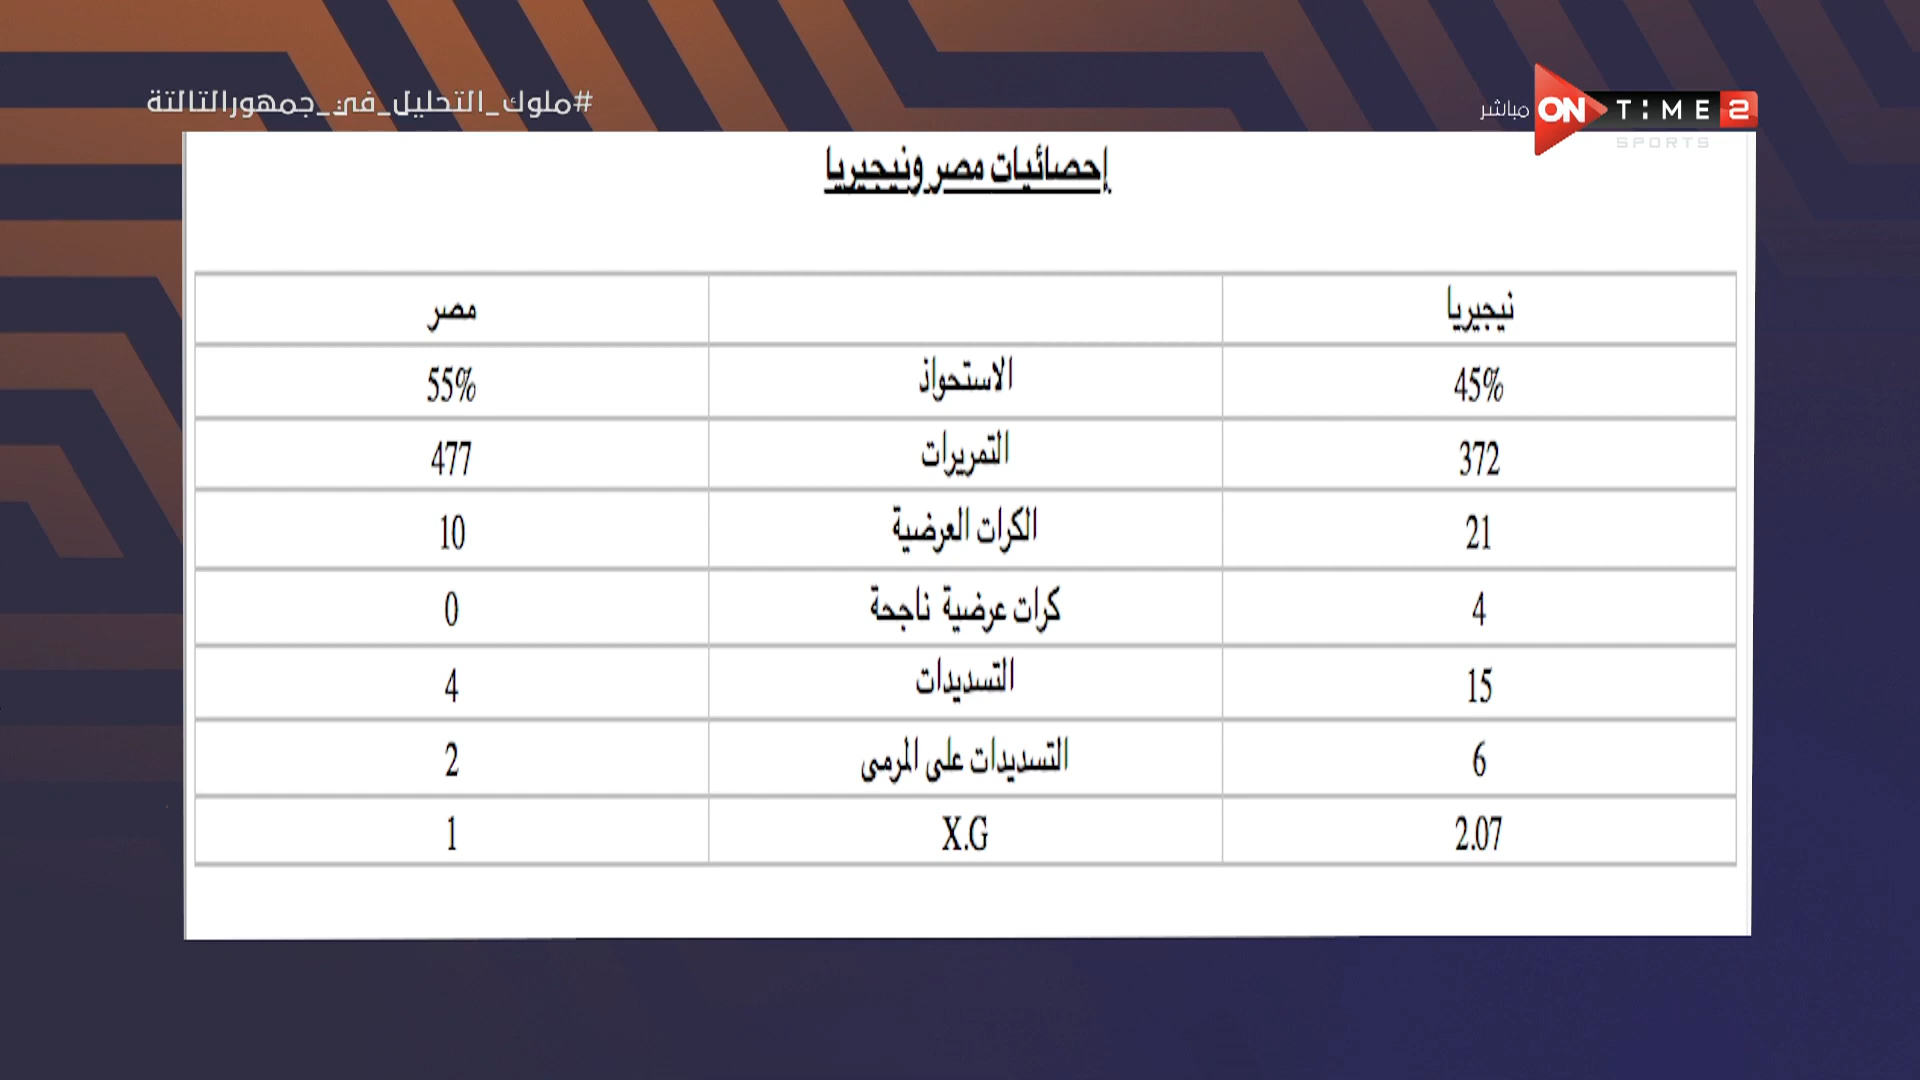 #ملوك_التحليل_في_جمهورالتالتة
مباشر ON TIME 2
SPORTS
إحصائيات مصر ونيجيريا
نيجيريا مصر
45% الاستحواذ 55%
372 التمريرات 477
21 الكرات العرضية 10
4 كرات عرضية ناجحة 0
15 التسديدات 4
6 التسديدات على المرمى 2
2.07 X.G 1